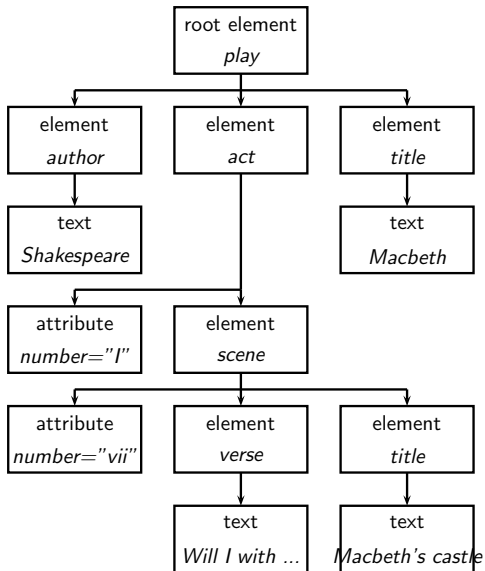 root element
play
element
author
element
act
element
title
text
Shakespeare
text
Macbeth
attribute
number="I"
element
scene
attribute
number="vii"
element
verse
element
title
text
Will I with ...
text
Macbeth's castle